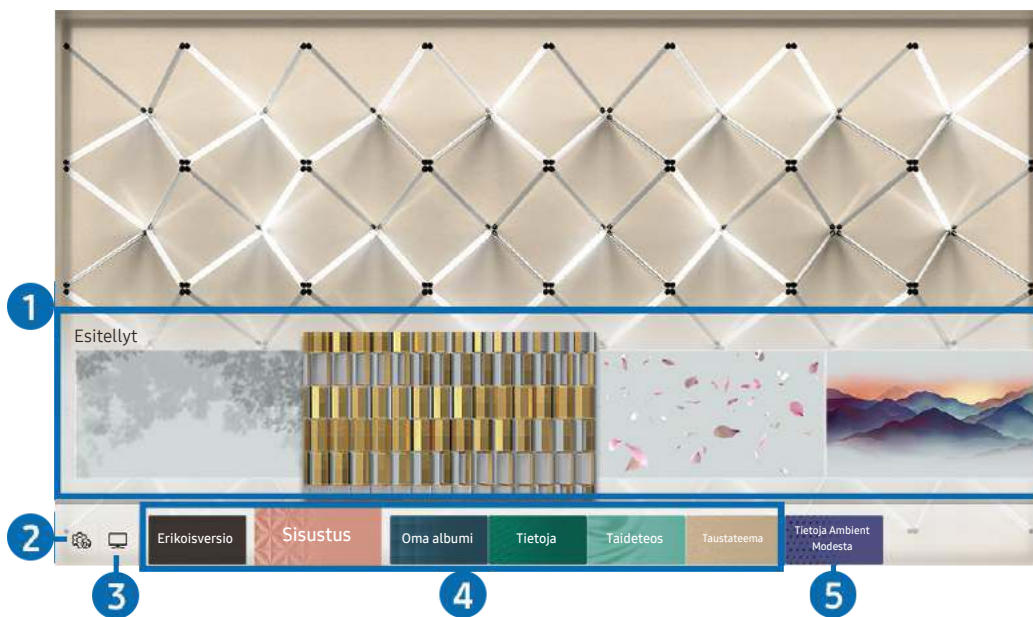 1
Esitellyt
2
3
Erikoisversio
Sisustus
Oma albumi
Tietoja
Taideteos
Taustateema
Tietoja Ambient
Modesta
4
5